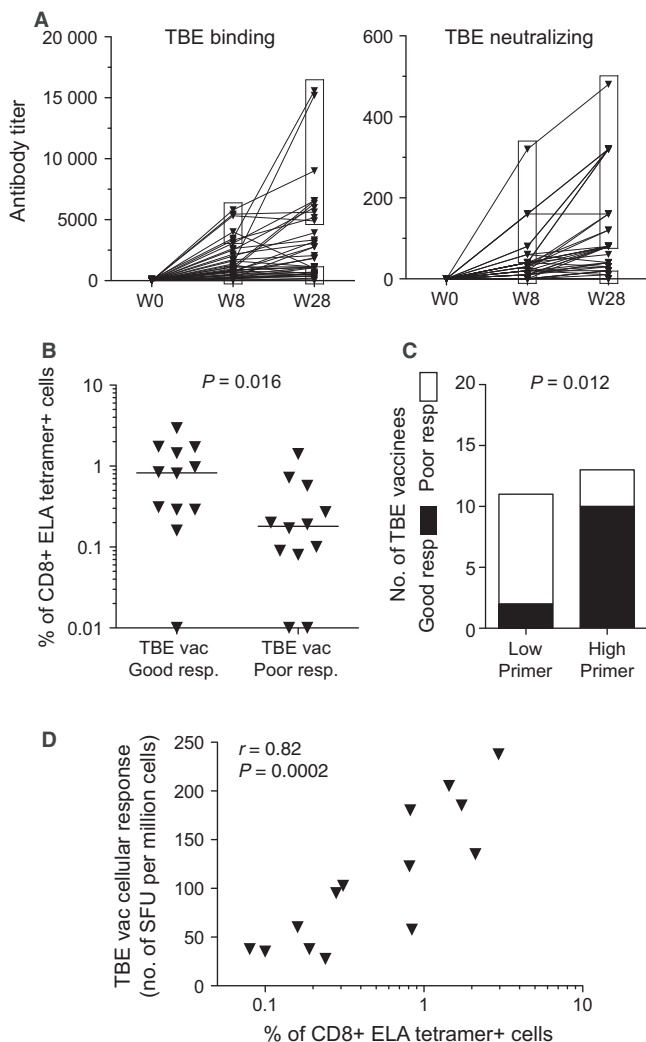 A
TBE binding
TBE neutralizing
Antibody titer
20 000
15 000
10 000
5000
0
W0 W8 W28
600
400
200
0
W0 W8 W28
B
P = 0.016
% of CD8+ ELA tetramer+ cells
10
1
0.1
0.01
TBE vac
Good resp.
TBE vac
Poor resp.
C
P = 0.012
No. of TBE vaccinees
Good resp Poor resp
20
15
10
5
0
Low
Primer
High
Primer
D
r = 0.82
P = 0.0002
TBE vac cellular response
(no. of SFU per million cells)
250
200
150
100
50
0
0.1 1 10
% of CD8+ ELA tetramer+ cells